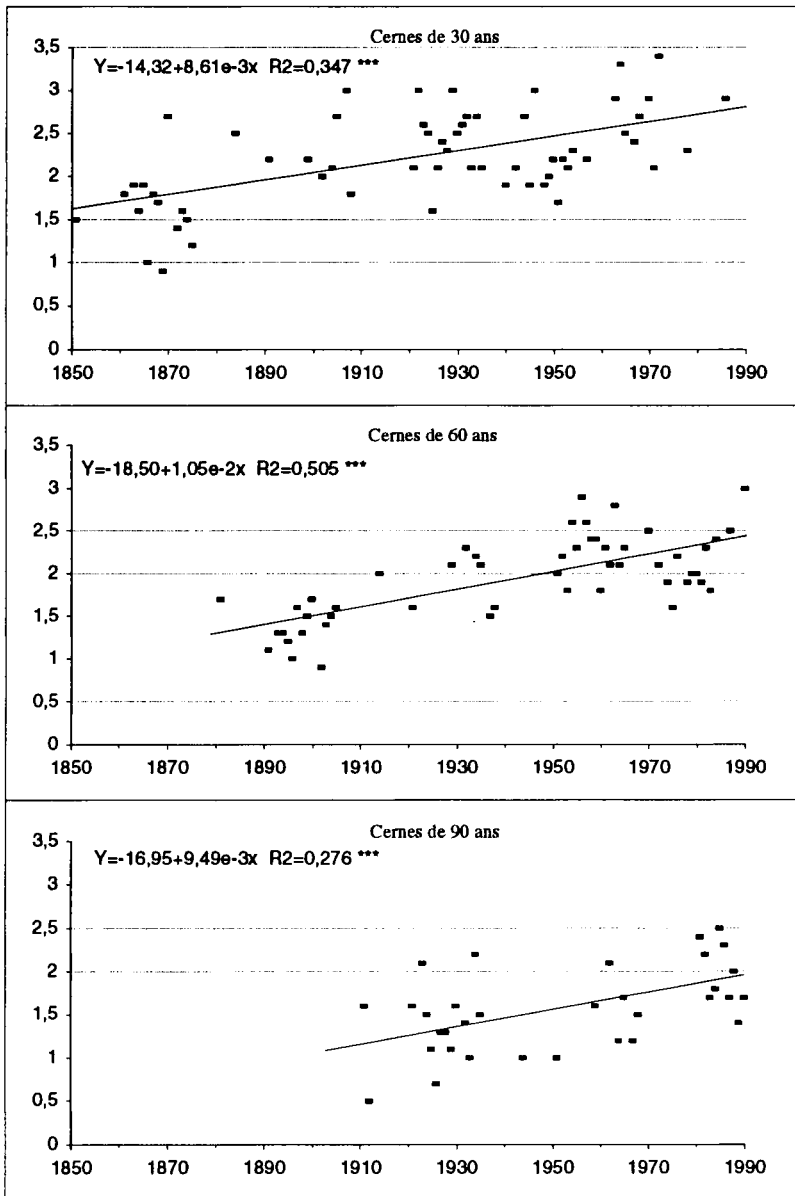 Cernes de 30 ans
3,5
Y=-14,32+8,61e-3x R2=0,347 ***
3
2,5
2
1,5
1
0,5
0
1850 1870 1890 1910 1930 1950 1970 1990
Cernes de 60 ans
3,5
Y=-18,50+1,05e-2x R2=0,505 ***
3
2,5
2
1,5
1
0,5
0
1850 1870 1890 1910 1930 1950 1970 1990
Cernes de 90 ans
3,5
Y=-16,95+9,49e-3x R2=0,276 ***
3
2,5
2
1,5
1
0,5
0
1850 1870 1890 1910 1930 1950 1970 1990